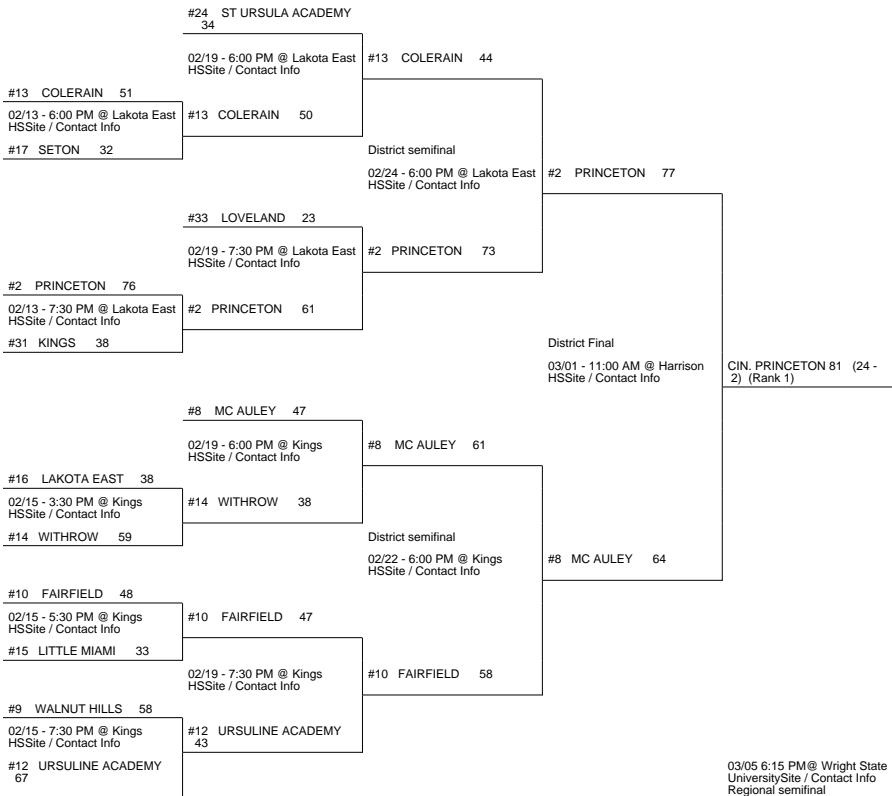 #24 ST URSULA ACADEMY
34
02/19 - 6:00 PM @ Lakota East
HSSite / Contact Info
#13 COLERAIN 44
#13 COLERAIN 51
02/13 - 6:00 PM @ Lakota East
HSSite / Contact Info
#13 COLERAIN 50
#17 SETON 32
District semifinal
02/24 - 6:00 PM @ Lakota East
HSSite / Contact Info
#2 PRINCETON 77
#33 LOVELAND 23
02/19 - 7:30 PM @ Lakota East
HSSite / Contact Info
#2 PRINCETON 73
#2 PRINCETON 76
02/13 - 7:30 PM @ Lakota East
HSSite / Contact Info
#2 PRINCETON 61
#31 KINGS 38
District Final
03/01 - 11:00 AM @ Harrison
HSSite / Contact Info
CIN. PRINCETON 81 (24 -
2) (Rank 1)
#8 MC AULEY 47
02/19 - 6:00 PM @ Kings
HSSite / Contact Info
#8 MC AULEY 61
#16 LAKOTA EAST 38
02/15 - 3:30 PM @ Kings
HSSite / Contact Info
#14 WITHROW 38
#14 WITHROW 59
District semifinal
02/22 - 6:00 PM @ Kings
HSSite / Contact Info
#8 MC AULEY 64
#10 FAIRFIELD 48
02/15 - 5:30 PM @ Kings
HSSite / Contact Info
#10 FAIRFIELD 47
#15 LITTLE MIAMI 33
02/19 - 7:30 PM @ Kings
HSSite / Contact Info
#10 FAIRFIELD 58
#9 WALNUT HILLS 58
02/15 - 7:30 PM @ Kings
HSSite / Contact Info
#12 URSULINE ACADEMY
43
#12 URSULINE ACADEMY
67
03/05 6:15 PM@ Wright State
UniversitySite / Contact Info
Regional semifinal